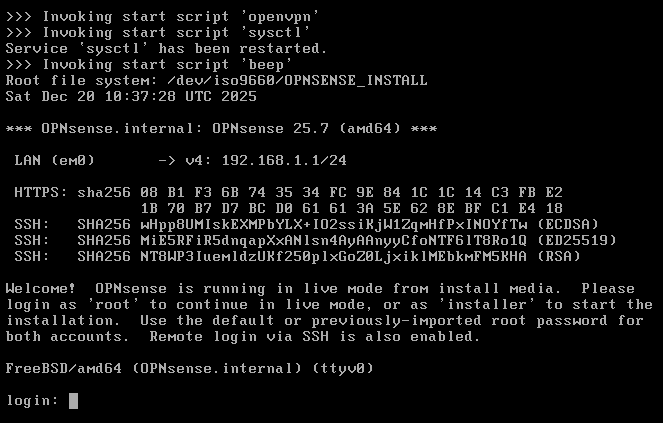 >>> Invoking start script 'openvpn'
>>> Invoking start script 'sysctl'
Service 'sysctl' has been restarted.
>>> Invoking start script 'beep'
Root file system: /dev/iso9660/OPNSENSE_INSTALL
Sat Dec 20 10:37:28 UTC 2025

*** OPNsense.internal: OPNsense 25.7 (amd64) ***

 LAN (em0)       -> v4: 192.168.1.1/24

 HTTPS: sha256 08 B1 F3 6B 74 35 34 FC 9E 84 1C 1C 14 C3 FB E2
               1B 70 B7 D7 BC D0 61 61 3A 5E 62 8E BF C1 E4 18
 SSH:   SHA256 wHpp8UMIskEXMPbYLX+IO2ssiKjW1ZqmHfPxINOYfTw (ECDSA)
 SSH:   SHA256 MiE5RFiR5dnqapXxANlsn4AyAAnyyCfoNTF6lT8Ro1Q (ED25519)
 SSH:   SHA256 NT8WP3IuemldzUKf250plxGoZ0LjxiklMEbkmFM5KHA (RSA)

Welcome!  OPNsense is running in live mode from install media.  Please
login as 'root' to continue in live mode, or as 'installer' to start the
installation.  Use the default or previously-imported root password for
both accounts.  Remote login via SSH is also enabled.

FreeBSD/amd64 (OPNsense.internal) (ttyv0)

login: